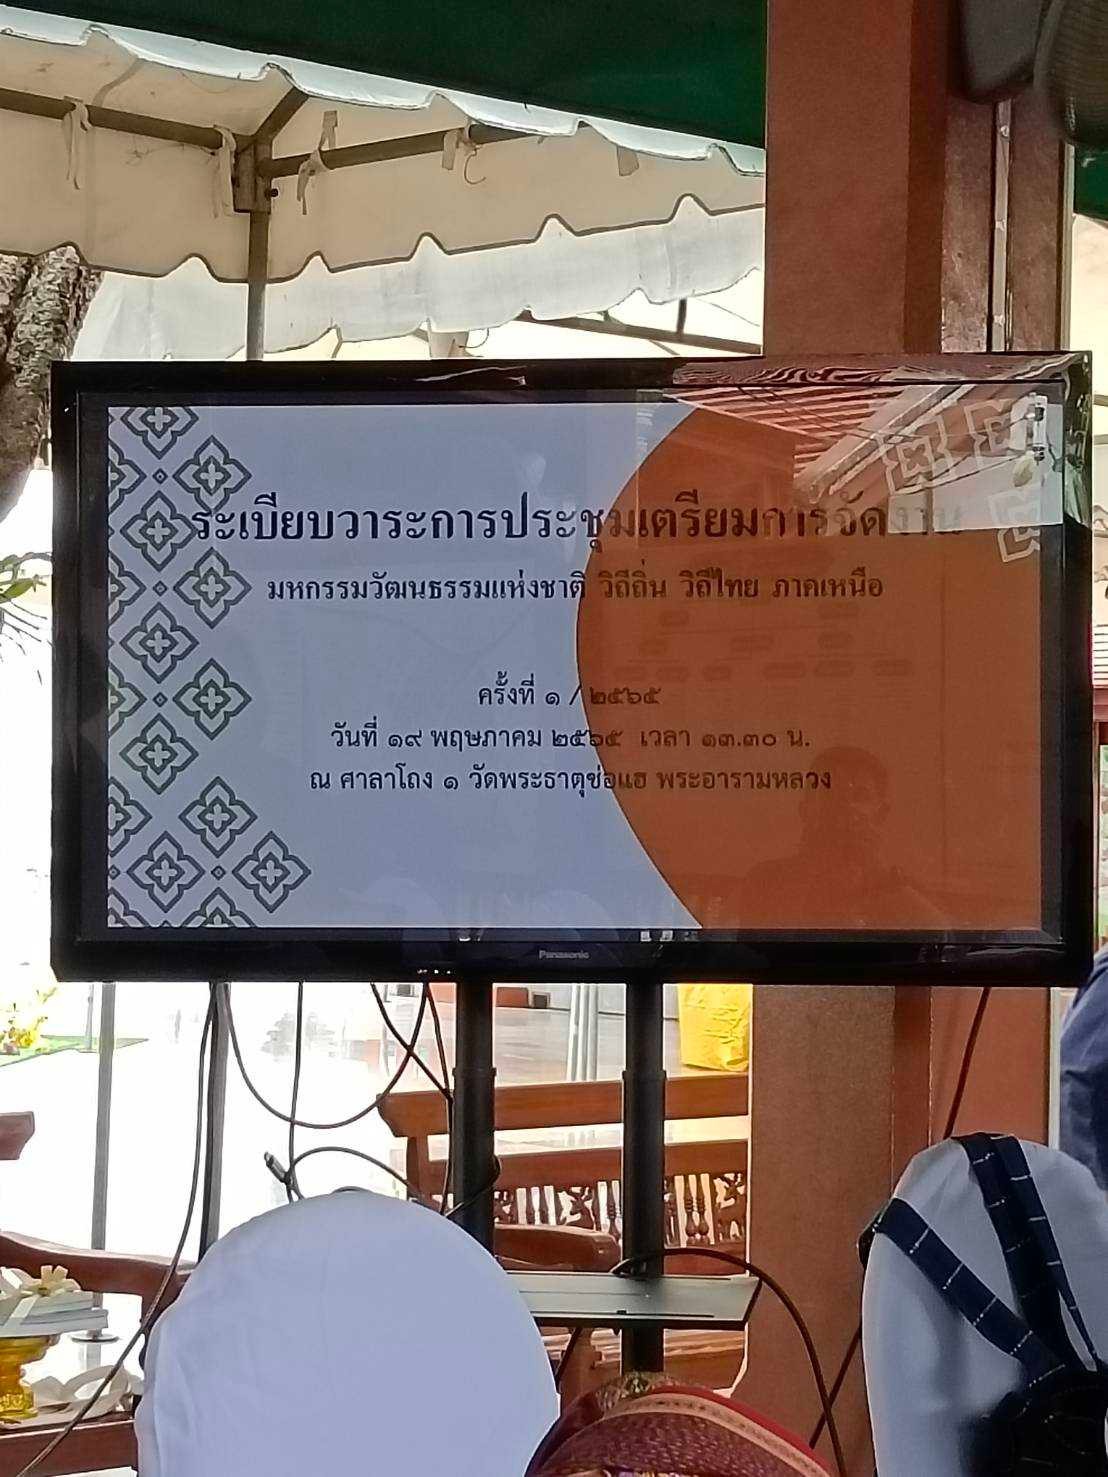 ระเบียบวาระการประชุมเตรียมการจัดงาน
มหกรรมวัฒนธรรมแห่งชาติ วิถีถิ่น วิถีไทย ภาคเหนือ
ครั้งที่ ๑ / ๒๕๖๕
วันที่ ๑๙ พฤษภาคม ๒๕๖๕ เวลา ๑๓.๓๐ น.
ณ ศาลาโถง ๑ วัดพระธาตุช่อแฮ พระอารามหลวง
Panasonic